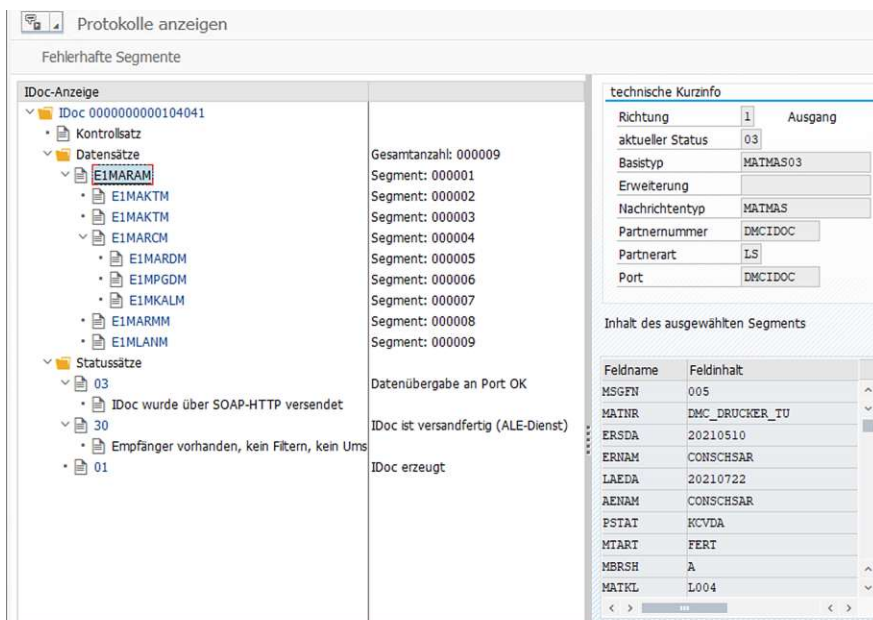 Protokolle anzeigen
Fehlerhafte Segmente
IDoc-Anzeige
IDoc 0000000000104041
Kontrollsatz
Datensätze Gesamtanzahl: 000009
E1MARAM Segment: 000001
E1MAKTM Segment: 000002
E1MAKTM Segment: 000003
E1MARCM Segment: 000004
E1MARDM Segment: 000005
E1MPGDM Segment: 000006
E1MKALM Segment: 000007
E1MARMM Segment: 000008
E1MLANM Segment: 000009
Statussätze
03 Datenübergabe an Port OK
IDoc wurde über SOAP-HTTP versendet
30 IDoc ist versandfertig (ALE-Dienst)
Empfänger vorhanden, kein Filtern, kein Ums
01 IDoc erzeugt
technische Kurzinfo
Richtung 1 Ausgang
aktueller Status 03
Basistyp MATMAS03
Erweiterung
Nachrichtentyp MATMAS
Partnernummer DMCIDOC
Partnerart LS
Port DMCIDOC
Inhalt des ausgewählten Segments
Feldname Feldinhalt
MSGFN 005
MATNR DMC_DRUCKER_TU
ERSDA 20210510
ERNAM CONSCHSAR
LAEDA 20210722
AENAM CONSCHSAR
PSTAT KCVDA
MTART FERT
MBRSH A
MATKL L004